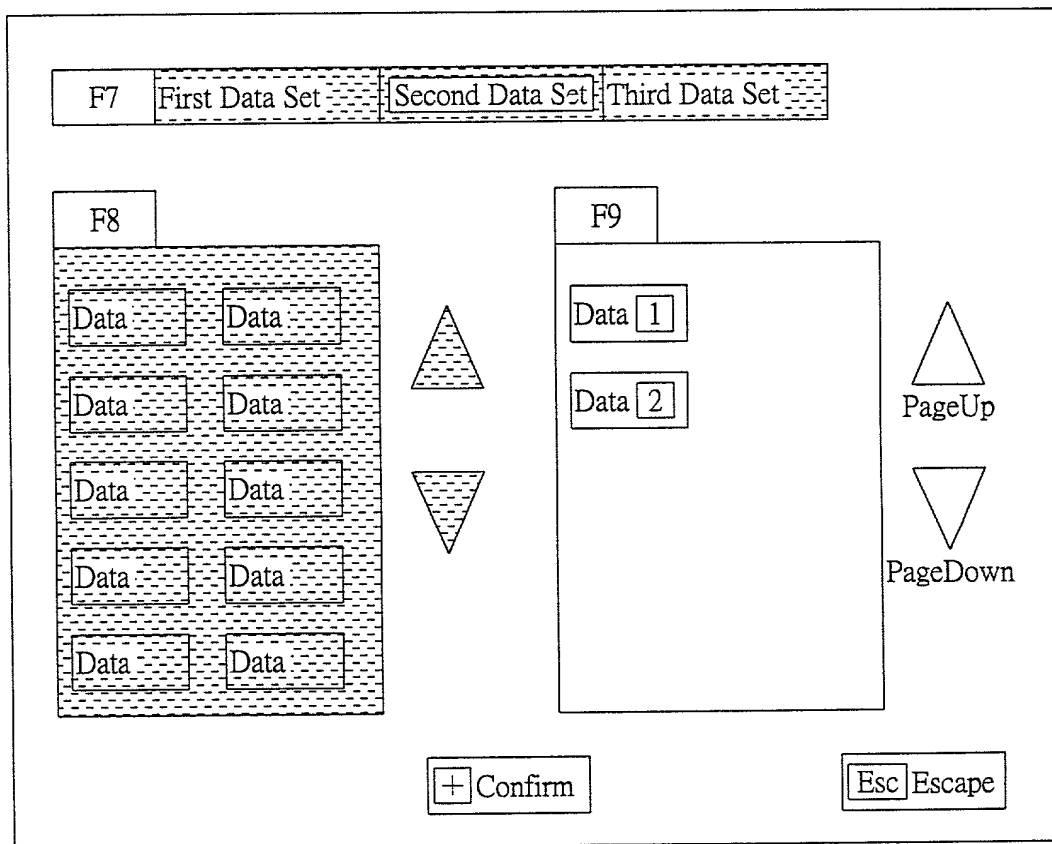 F7 First Data Set Second Data Set Third Data Set
F8
Data Data
Data Data
Data Data
Data Data
Data Data
F9
Data 1
Data 2
PageUp
PageDown
+ Confirm
Esc Escape